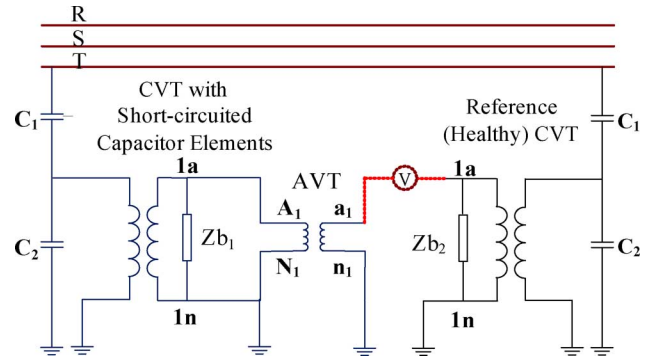 R
S
T
CVT with
Short-circuited
Capacitor Elements
Reference
(Healthy) CVT
C₁
C₁
1a
AVT
V
1a
A₁
a₁
C₂
Zb₁
Zb₂
C₂
N₁
n₁
1n
1n